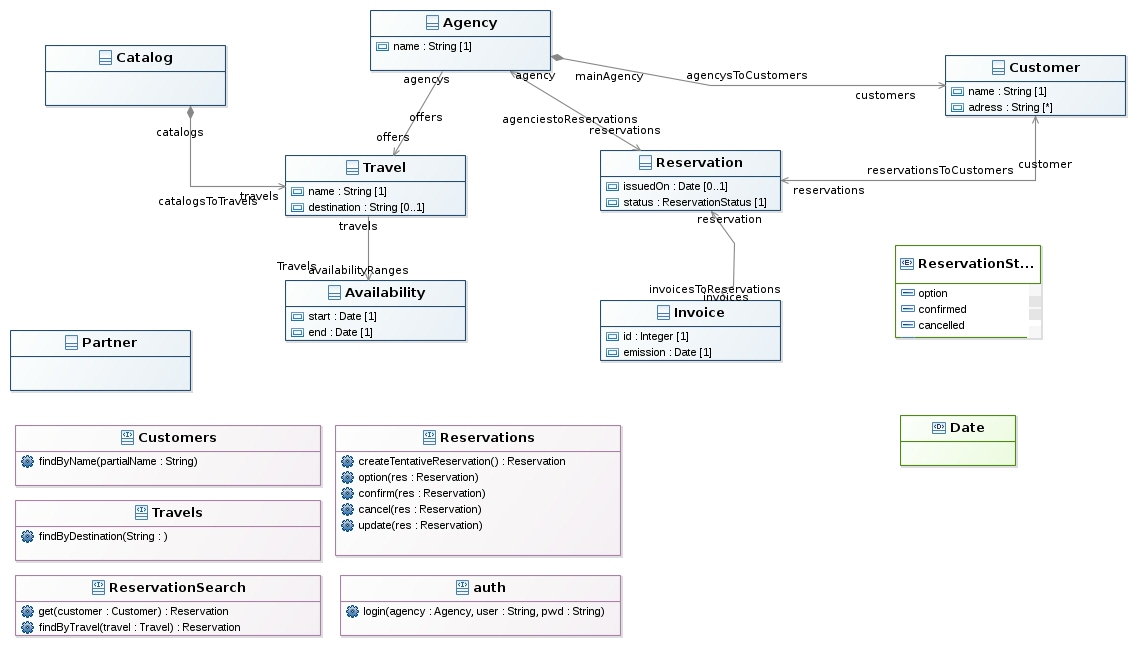 Agency
name : String [1]
Catalog
Customer
name : String [1]
adress : String [*]
agencys
agency
mainAgency
agencysToCustomers
customers
catalogs
offers
offers
agenciestoReservations
reservations
Travel
name : String [1]
destination : String [0..1]
catalogsToTravels
travels
Reservation
issuedOn : Date [0..1]
status : ReservationStatus [1]
reservationsToCustomers
customer
reservations
travels
Travels
availabilityRanges
reservation
invoicesToReservations
invoices
Availability
start : Date [1]
end : Date [1]
Invoice
id : Integer [1]
emission : Date [1]
ReservationSt...
option
confirmed
cancelled
Partner
Date
Customers
findByName(partialName : String)
Reservations
createTentativeReservation() : Reservation
option(res : Reservation)
confirm(res : Reservation)
cancel(res : Reservation)
update(res : Reservation)
Travels
findByDestination(String : )
ReservationSearch
get(customer : Customer) : Reservation
findByTravel(travel : Travel) : Reservation
auth
login(agency : Agency, user : String, pwd : String)